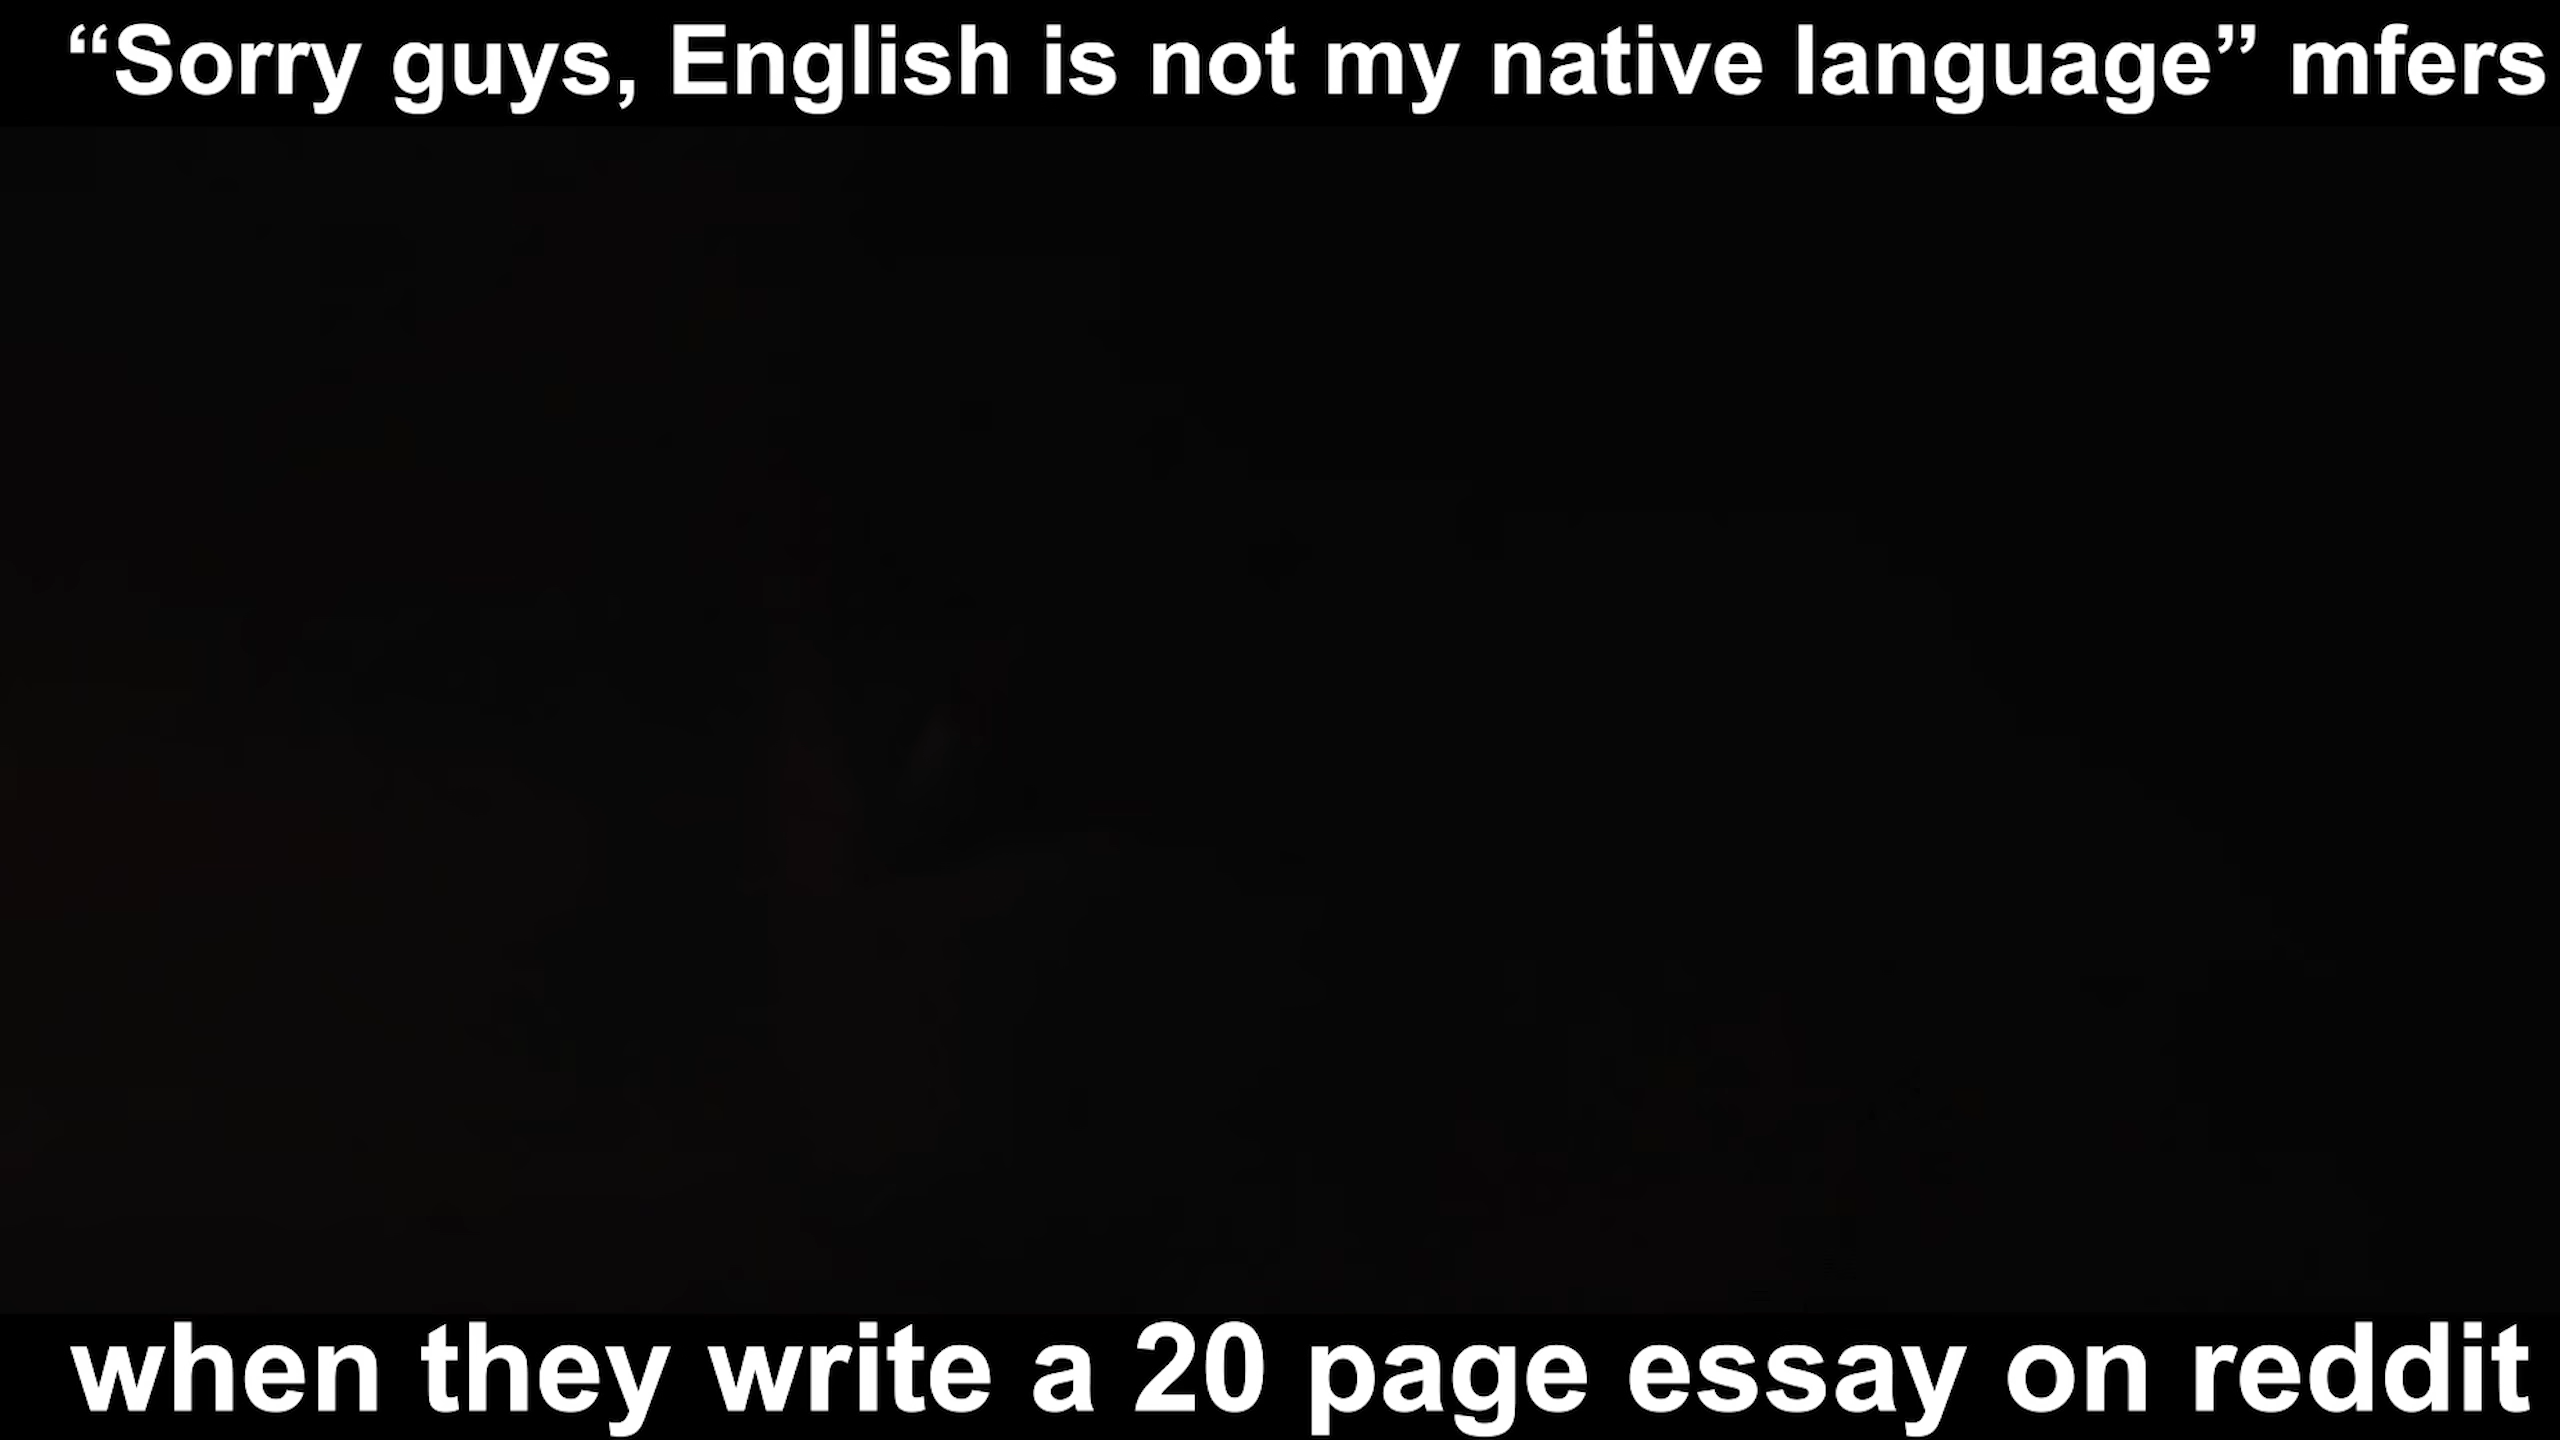 “Sorry guys, English is not my native language” mfers
when they write a 20 page essay on reddit